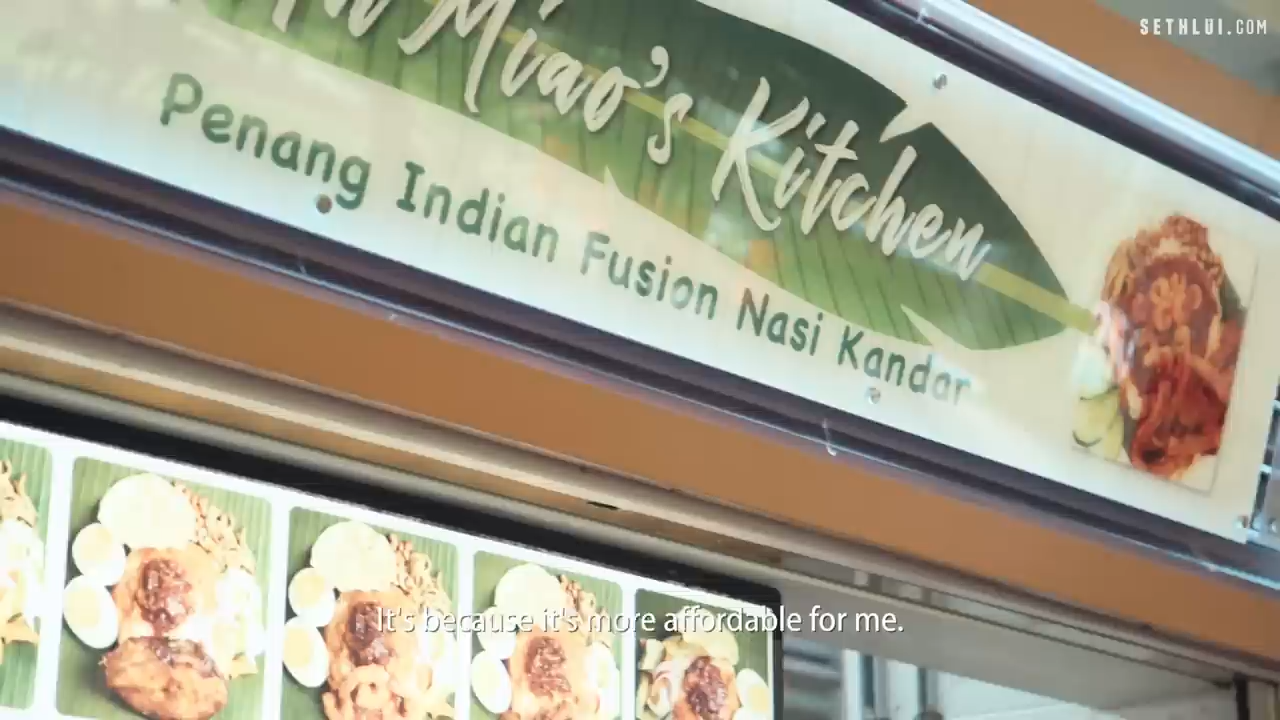 SETHLUI.COM
Miao's Kitchen
Penang Indian Fusion Nasi Kandar
It's because it's more affordable for me.